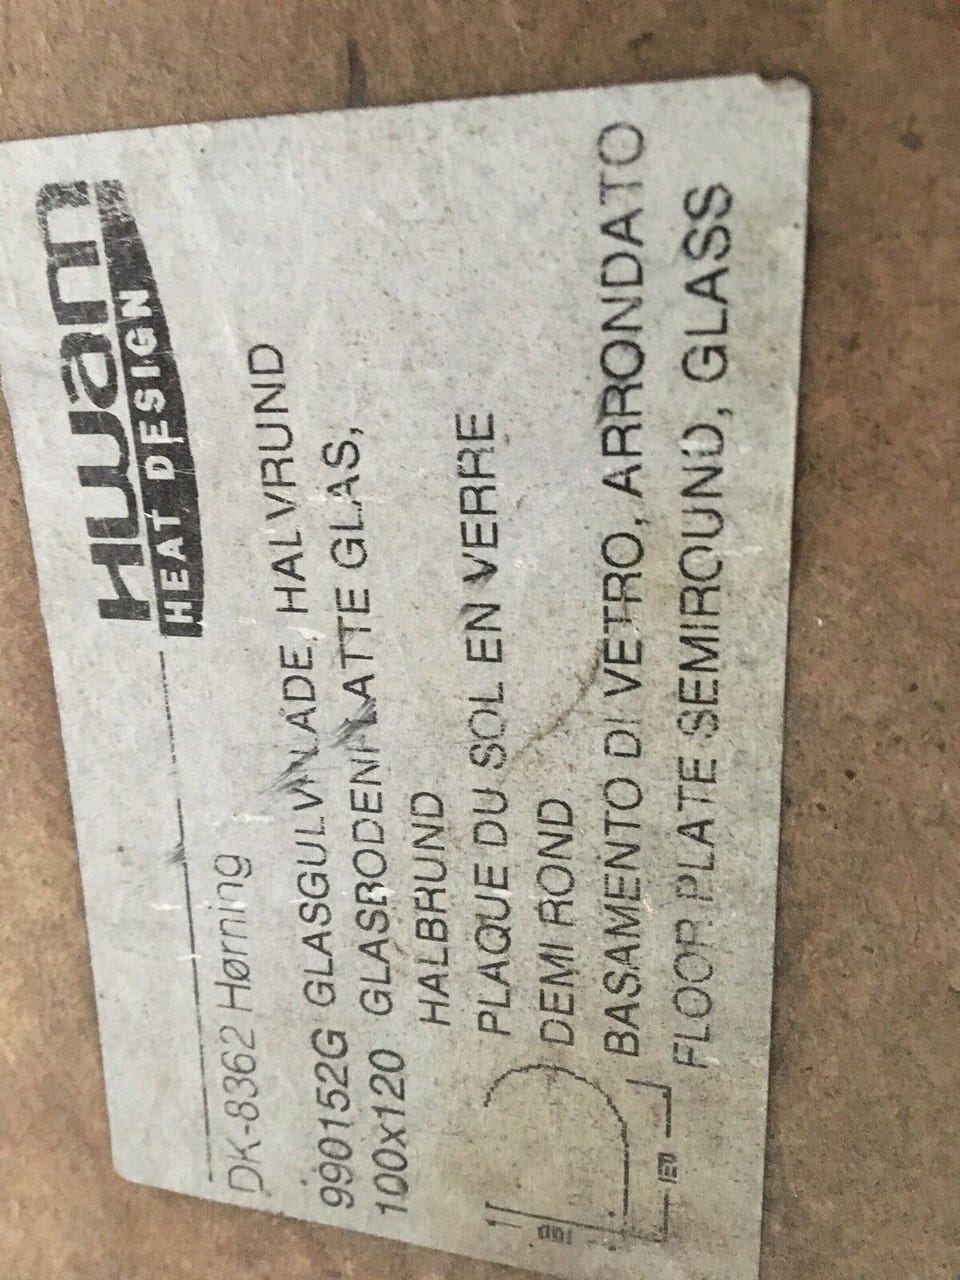 Hwam
HEAT DESIGN
DK-8362 Hørning
990152G GLASGULVPLADE, HALVRUND
100x120 GLASBODENPLATTE GLAS,
HALBRUND
PLAQUE DU SOL EN VERRE
DEMI ROND
BASAMENTO DI VETRO, ARRONDATO
FLOOR PLATE SEMIROUND, GLASS